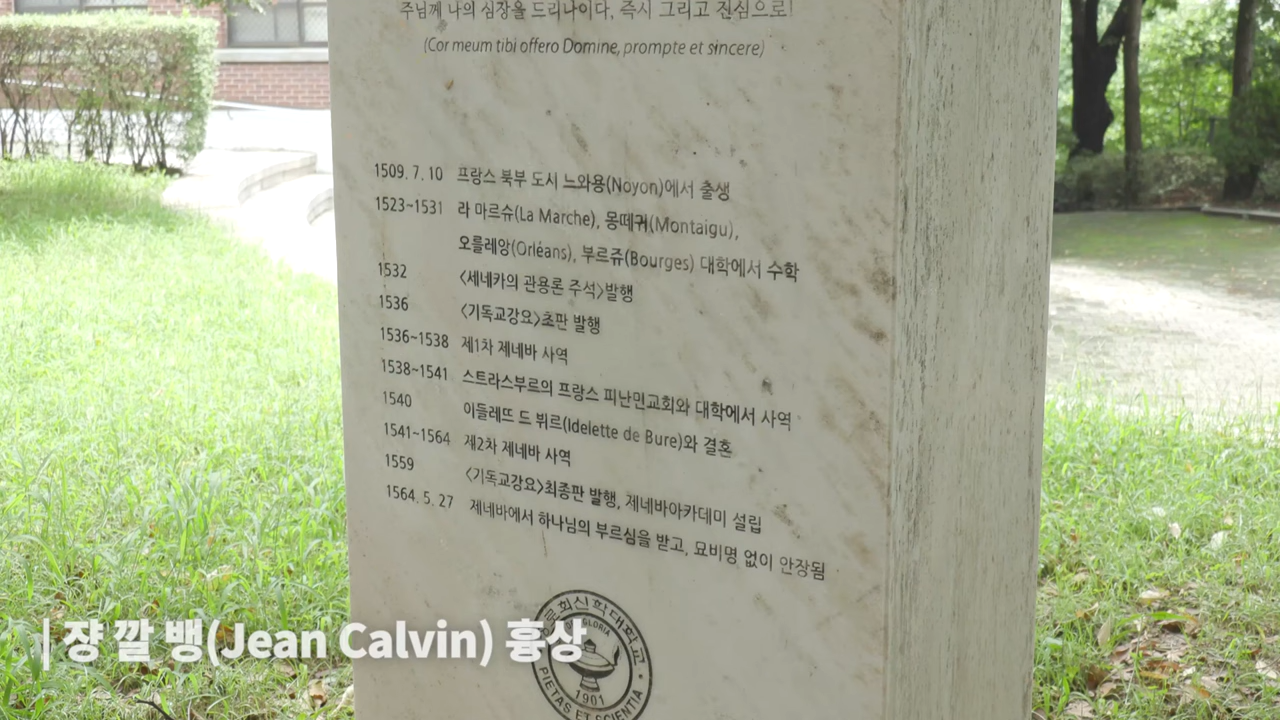 주님께 나의 심장을 드리나이다, 즉시 그리고 진심으로!
(Cor meum tibi offero Domine, prompte et sincere)
1509. 7. 10 프랑스 북부 도시 느와용(Noyon)에서 출생
1523~1531 라 마르슈(La Marche), 몽떼귀(Montaigu),
오를레앙(Orléans), 부르쥬(Bourges) 대학에서 수학
1532 <세네카의 관용론 주석>발행
1536 <기독교강요>초판 발행
1536~1538 제1차 제네바 사역
1538~1541 스트라스부르의 프랑스 피난민교회와 대학에서 사역
1540 이들레뜨 드 뷔르(Idelette de Bure)와 결혼
1541~1564 제2차 제네바 사역
1559 <기독교강요>최종판 발행, 제네바아카데미 설립
1564. 5. 27 제네바에서 하나님의 부르심을 받고, 묘비명 없이 안장됨
회신학대학교
GLORIA
1901
PIETAS ET SCIENTIA
쟝 깔 뱅(Jean Calvin) 흉상